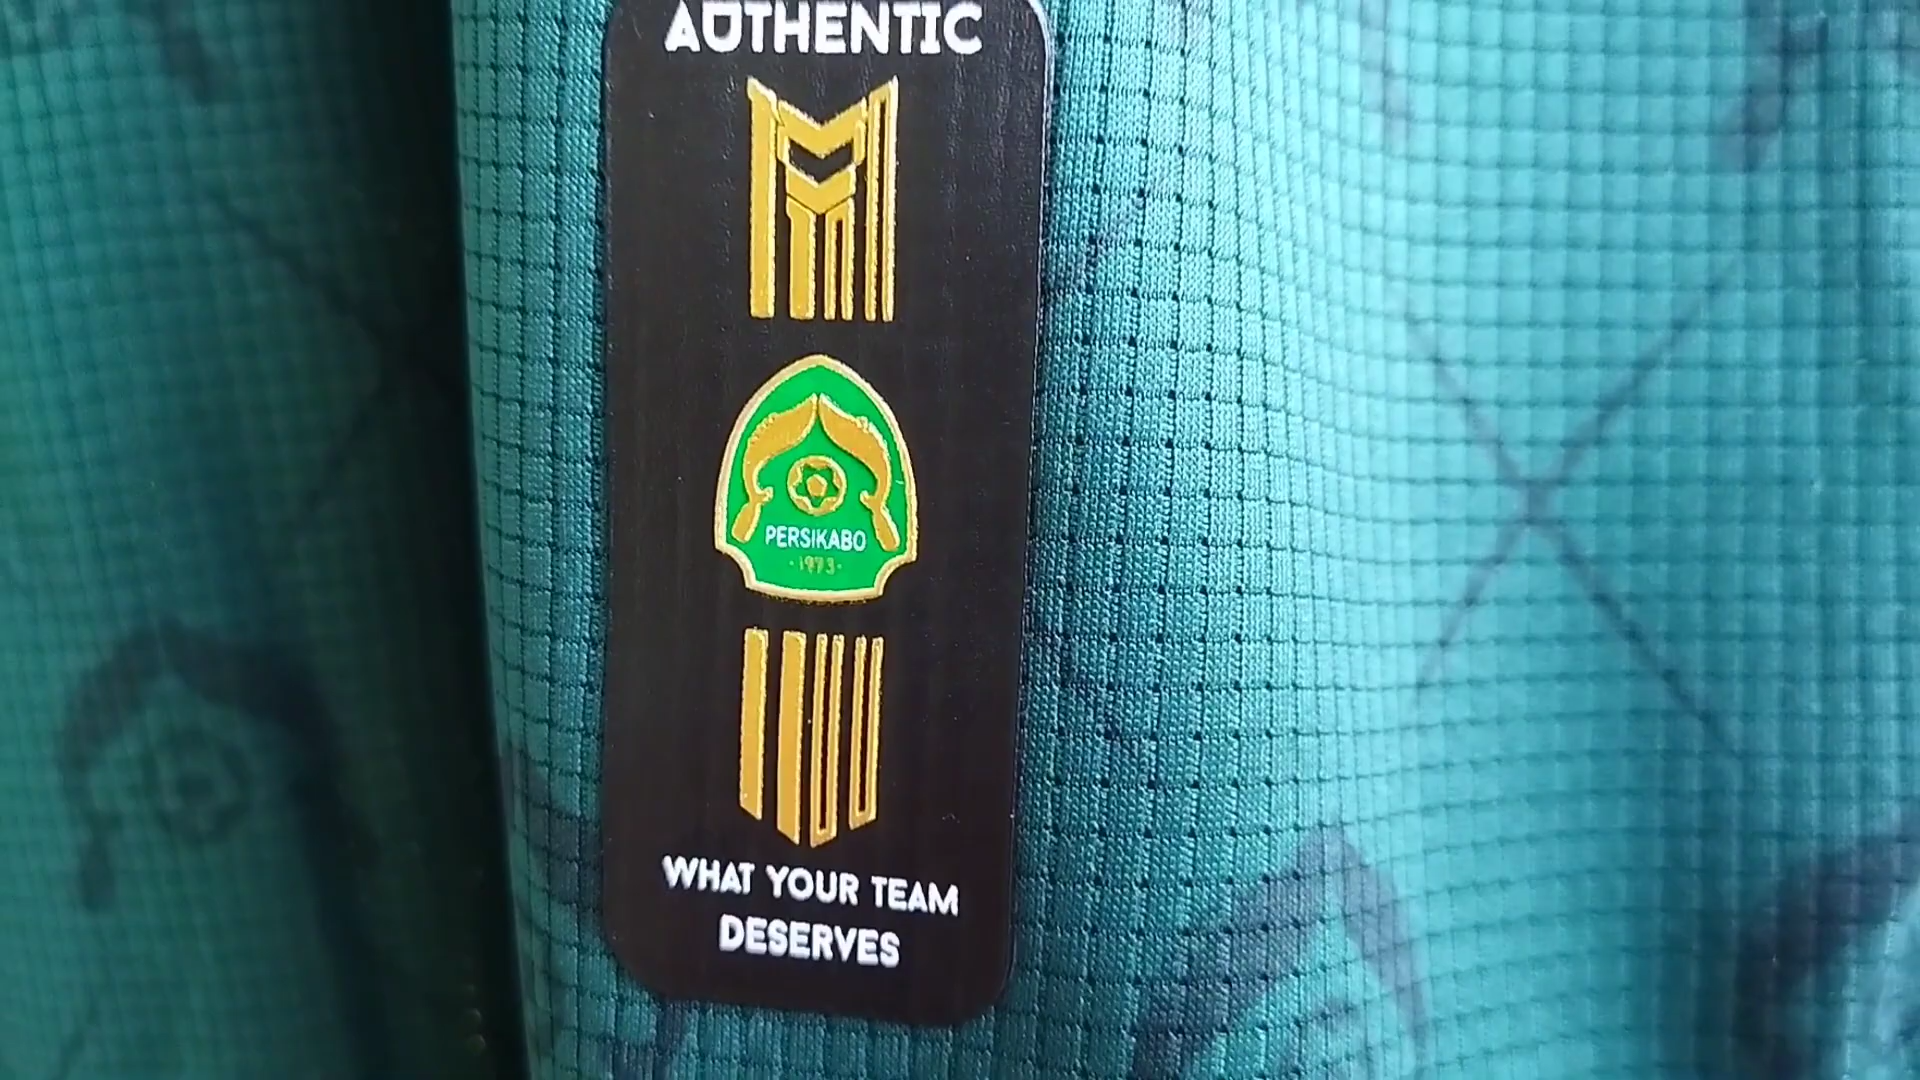 AUTHENTIC
PERSIKABO
·1973·
WHAT YOUR TEAM
DESERVES